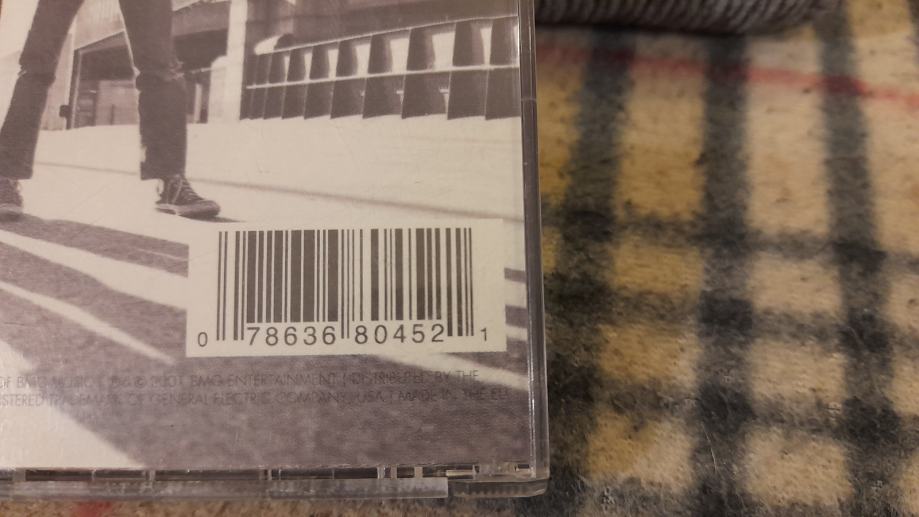 0 78636 80452 1
OF BMG MUSIC | ℗ & © 2001 BMG ENTERTAINMENT | DISTRIBUTED BY THE
ISTERED TRADEMARK OF GENERAL ELECTRIC COMPANY, USA | MADE IN THE EU